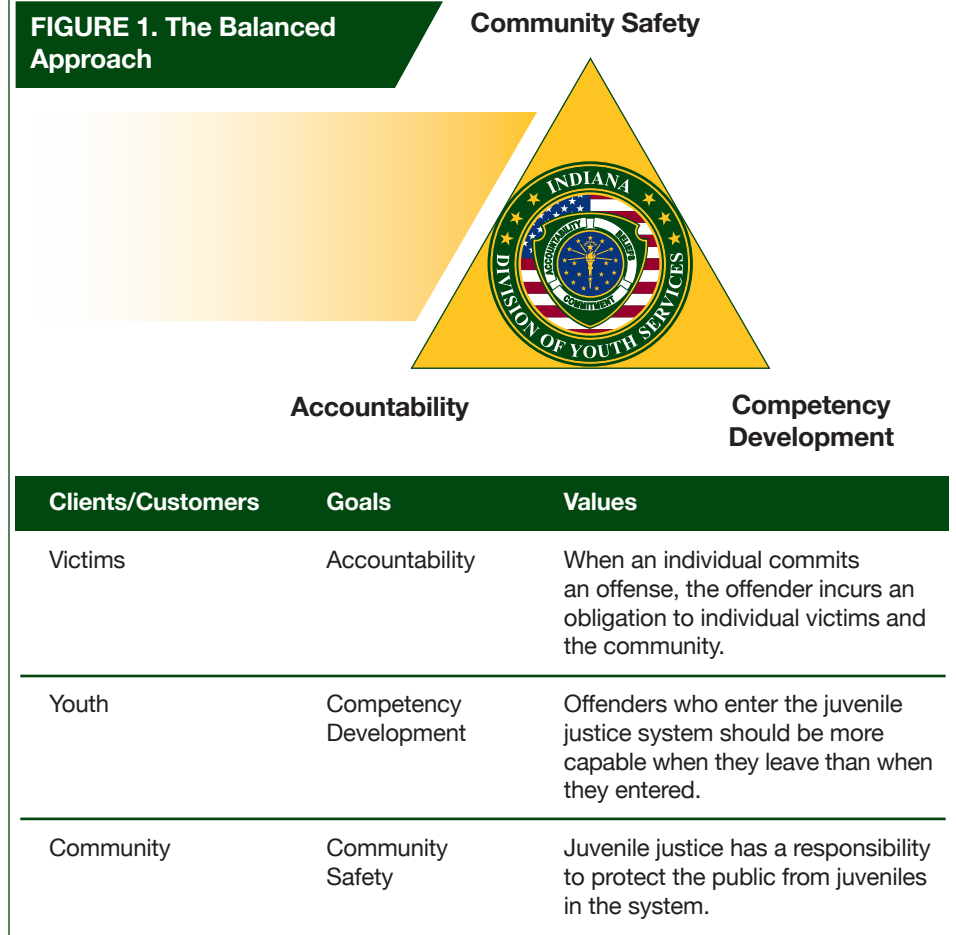 FIGURE 1. The Balanced
Approach
Community Safety
INDIANA
DIVISION OF YOUTH SERVICES
ACCOUNTABILITY
BELIEFS
COMMITMENT
Accountability
Competency
Development
Clients/Customers Goals Values
Victims Accountability When an individual commits
an offense, the offender incurs an
obligation to individual victims and
the community.
Youth Competency Offenders who enter the juvenile
Development justice system should be more
capable when they leave than when
they entered.
Community Community Juvenile justice has a responsibility
Safety to protect the public from juveniles
in the system.